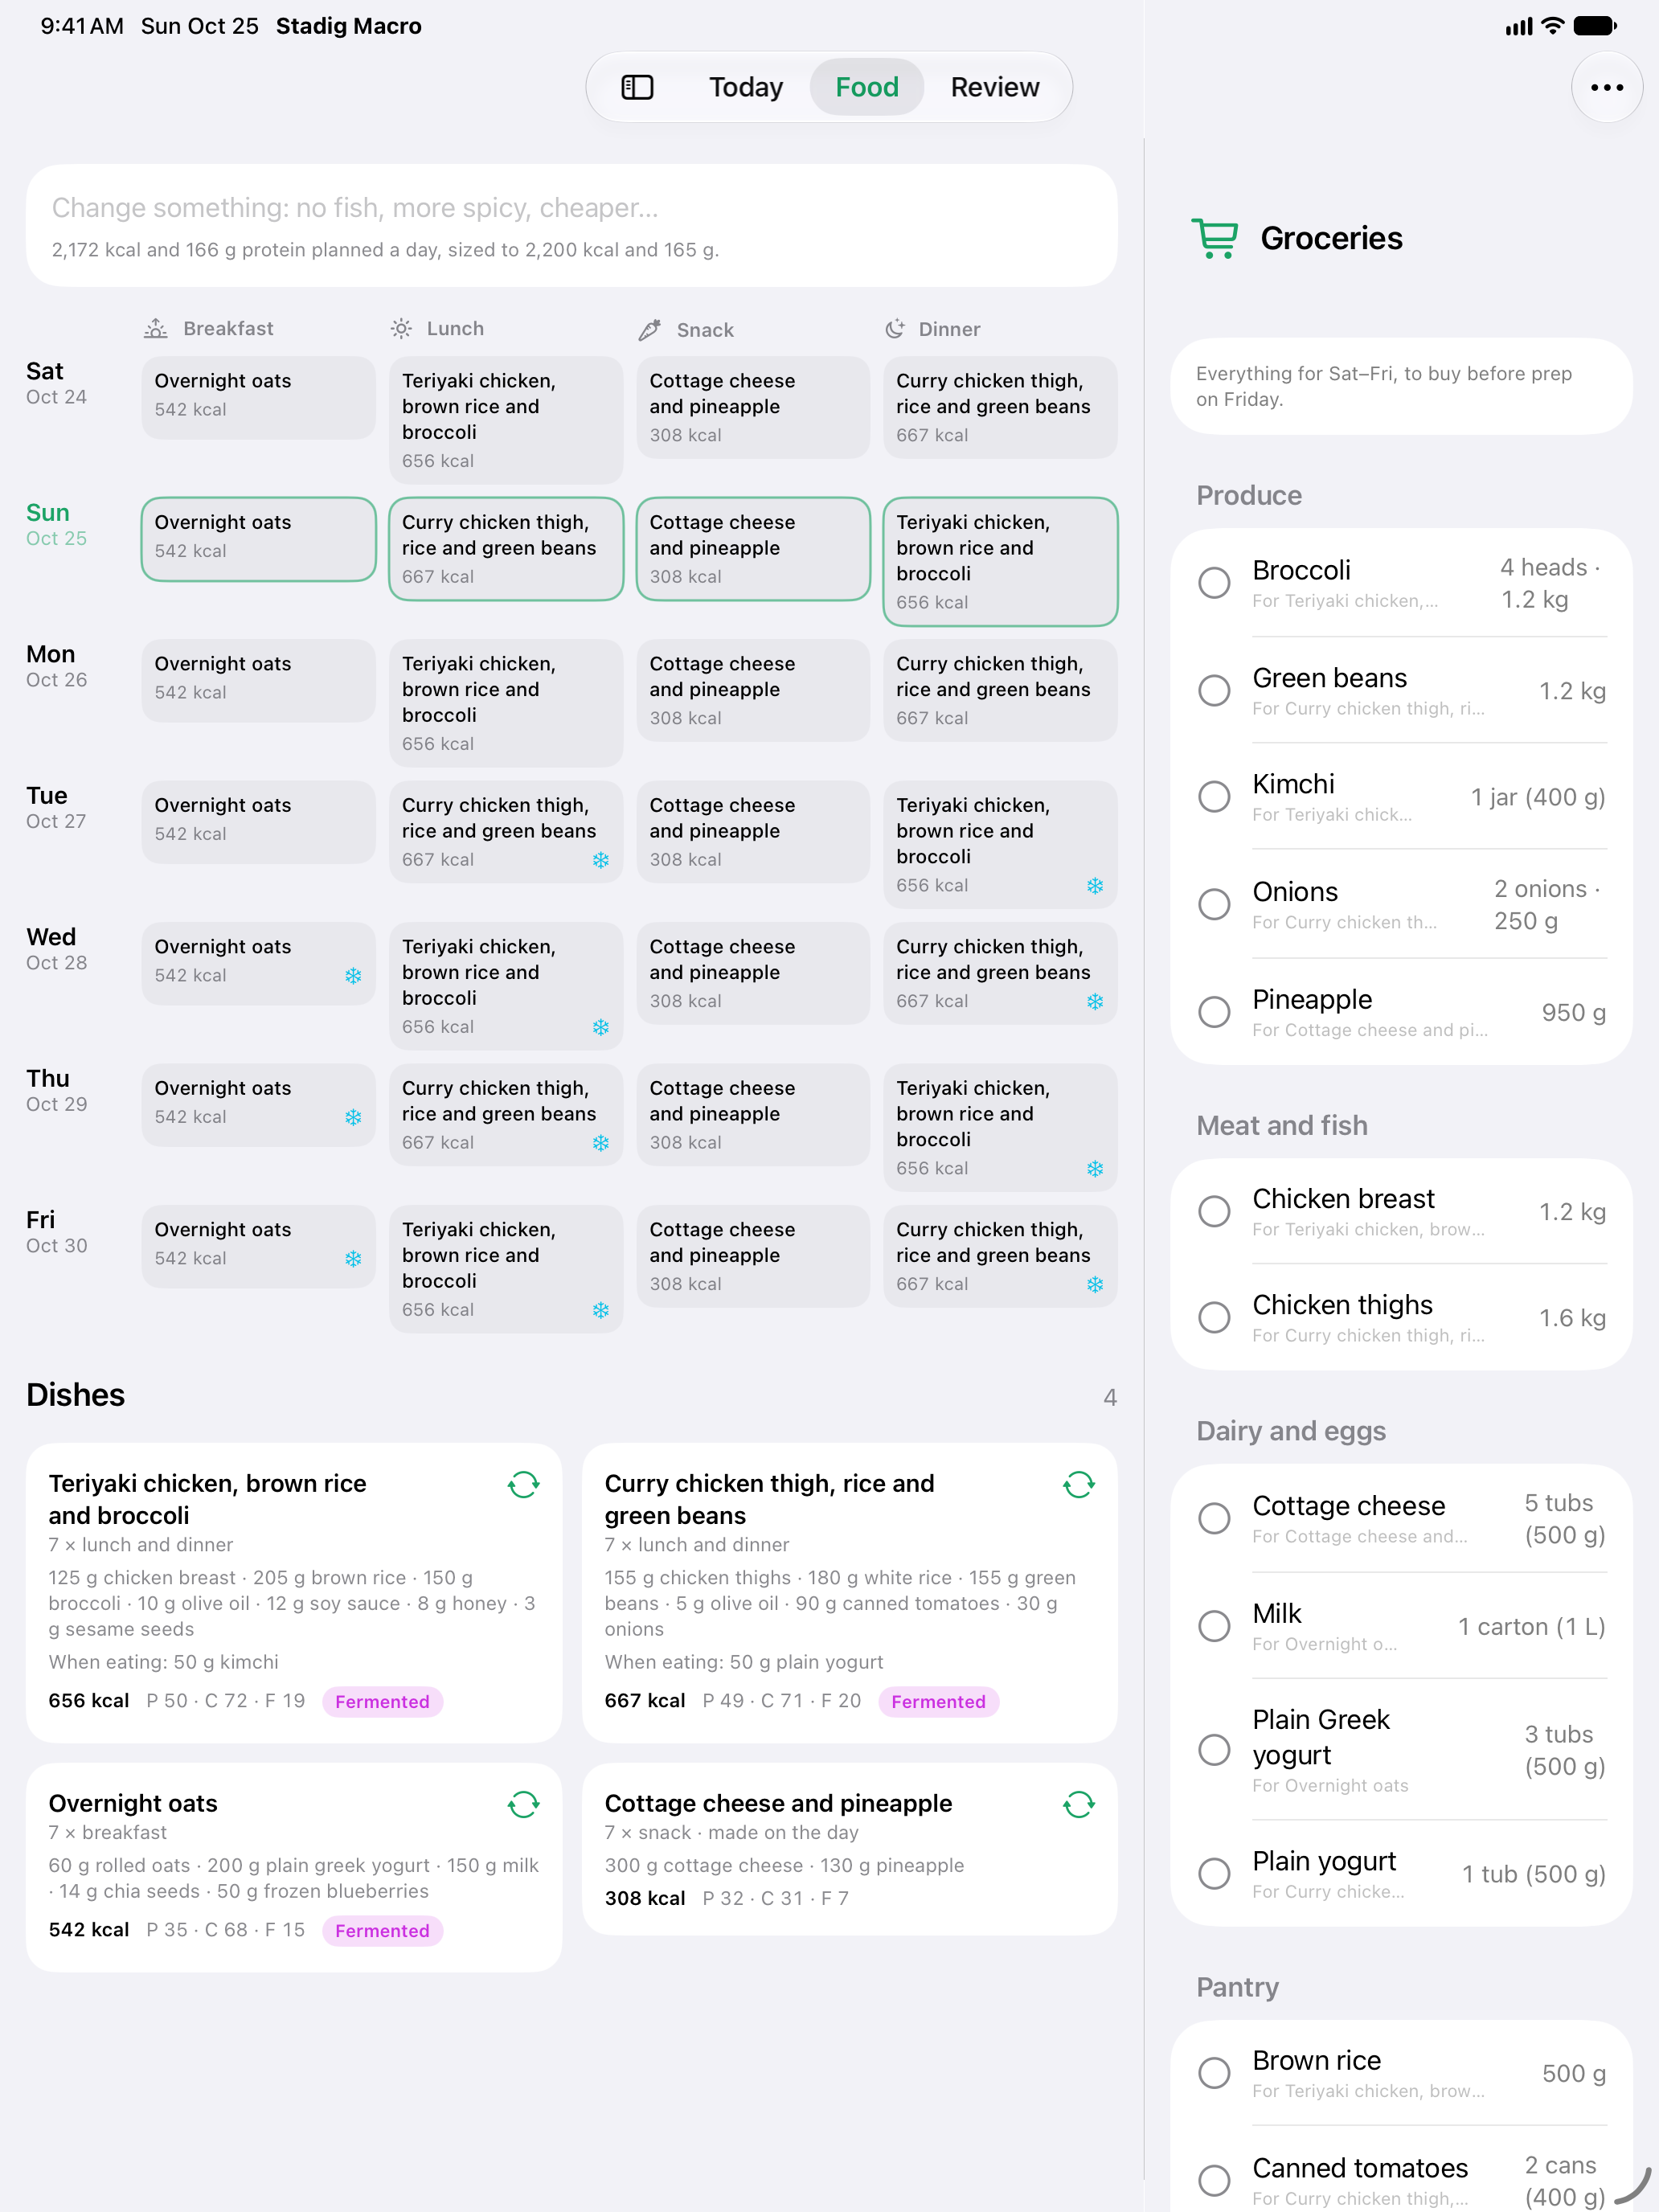 9:41 AM Sun Oct 25 Stadig Macro
Today Food Review
Change something: no fish, more spicy, cheaper...
2,172 kcal and 166 g protein planned a day, sized to 2,200 kcal and 165 g.
Breakfast Lunch Snack Dinner
Sat
Oct 24
Overnight oats
542 kcal
Teriyaki chicken,
brown rice and
broccoli
656 kcal
Cottage cheese
and pineapple
308 kcal
Curry chicken thigh,
rice and green beans
667 kcal
Sun
Oct 25
Overnight oats
542 kcal
Curry chicken thigh,
rice and green beans
667 kcal
Cottage cheese
and pineapple
308 kcal
Teriyaki chicken,
brown rice and
broccoli
656 kcal
Mon
Oct 26
Overnight oats
542 kcal
Teriyaki chicken,
brown rice and
broccoli
656 kcal
Cottage cheese
and pineapple
308 kcal
Curry chicken thigh,
rice and green beans
667 kcal
Tue
Oct 27
Overnight oats
542 kcal
Curry chicken thigh,
rice and green beans
667 kcal
Cottage cheese
and pineapple
308 kcal
Teriyaki chicken,
brown rice and
broccoli
656 kcal
Wed
Oct 28
Overnight oats
542 kcal
Teriyaki chicken,
brown rice and
broccoli
656 kcal
Cottage cheese
and pineapple
308 kcal
Curry chicken thigh,
rice and green beans
667 kcal
Thu
Oct 29
Overnight oats
542 kcal
Curry chicken thigh,
rice and green beans
667 kcal
Cottage cheese
and pineapple
308 kcal
Teriyaki chicken,
brown rice and
broccoli
656 kcal
Fri
Oct 30
Overnight oats
542 kcal
Teriyaki chicken,
brown rice and
broccoli
656 kcal
Cottage cheese
and pineapple
308 kcal
Curry chicken thigh,
rice and green beans
667 kcal
Dishes 4
Teriyaki chicken, brown rice
and broccoli
7 × lunch and dinner
125 g chicken breast · 205 g brown rice · 150 g
broccoli · 10 g olive oil · 12 g soy sauce · 8 g honey · 3
g sesame seeds
When eating: 50 g kimchi
656 kcal P 50 · C 72 · F 19 Fermented
Curry chicken thigh, rice and
green beans
7 × lunch and dinner
155 g chicken thighs · 180 g white rice · 155 g green
beans · 5 g olive oil · 90 g canned tomatoes · 30 g
onions
When eating: 50 g plain yogurt
667 kcal P 49 · C 71 · F 20 Fermented
Overnight oats
7 × breakfast
60 g rolled oats · 200 g plain greek yogurt · 150 g milk
· 14 g chia seeds · 50 g frozen blueberries
542 kcal P 35 · C 68 · F 15 Fermented
Cottage cheese and pineapple
7 × snack · made on the day
300 g cottage cheese · 130 g pineapple
308 kcal P 32 · C 31 · F 7
Groceries
Everything for Sat–Fri, to buy before prep
on Friday.
Produce
Broccoli
For Teriyaki chicken,...
4 heads ·
1.2 kg
Green beans
For Curry chicken thigh, ri...
1.2 kg
Kimchi
For Teriyaki chick...
1 jar (400 g)
Onions
For Curry chicken th...
2 onions ·
250 g
Pineapple
For Cottage cheese and pi...
950 g
Meat and fish
Chicken breast
For Teriyaki chicken, brow...
1.2 kg
Chicken thighs
For Curry chicken thigh, ri...
1.6 kg
Dairy and eggs
Cottage cheese
For Cottage cheese and...
5 tubs
(500 g)
Milk
For Overnight o...
1 carton (1 L)
Plain Greek
yogurt
For Overnight oats
3 tubs
(500 g)
Plain yogurt
For Curry chicke...
1 tub (500 g)
Pantry
Brown rice
For Teriyaki chicken, brow...
500 g
Canned tomatoes
For Curry chicken thigh,...
2 cans
(400 g)